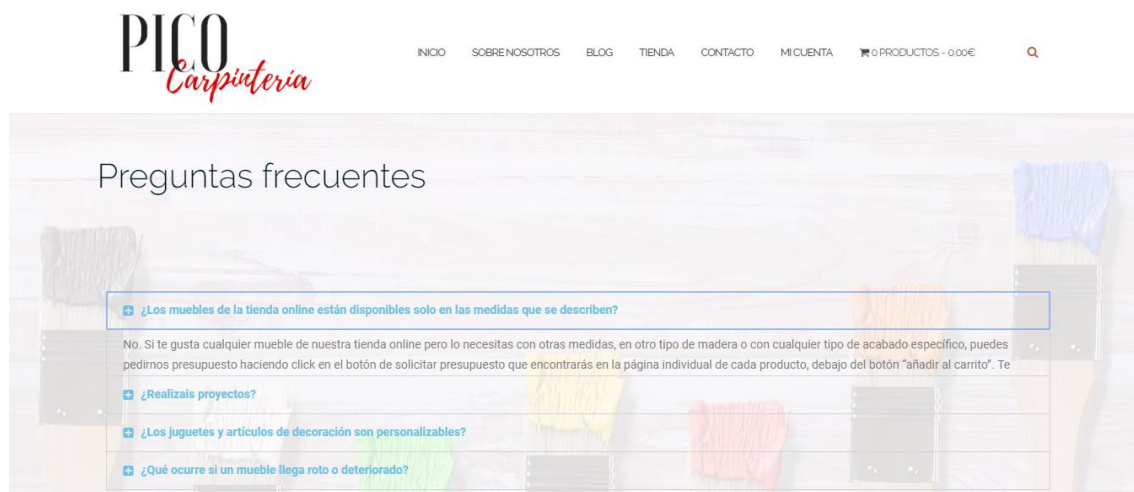 PICO
Carpintería
INICIO SOBRE NOSOTROS BLOG TIENDA CONTACTO MI CUENTA 0 PRODUCTOS - 0,00€
Preguntas frecuentes
¿Los muebles de la tienda online están disponibles solo en las medidas que se describen?
No. Si te gusta cualquier mueble de nuestra tienda online pero lo necesitas con otras medidas, en otro tipo de madera o con cualquier tipo de acabado específico, puedes
pedirnos presupuesto haciendo click en el botón de solicitar presupuesto que encontrarás en la página individual de cada producto, debajo del botón “añadir al carrito”. Te
¿Realizais proyectos?
¿Los juguetes y artículos de decoración son personalizables?
¿Qué ocurre si un mueble llega roto o deteriorado?